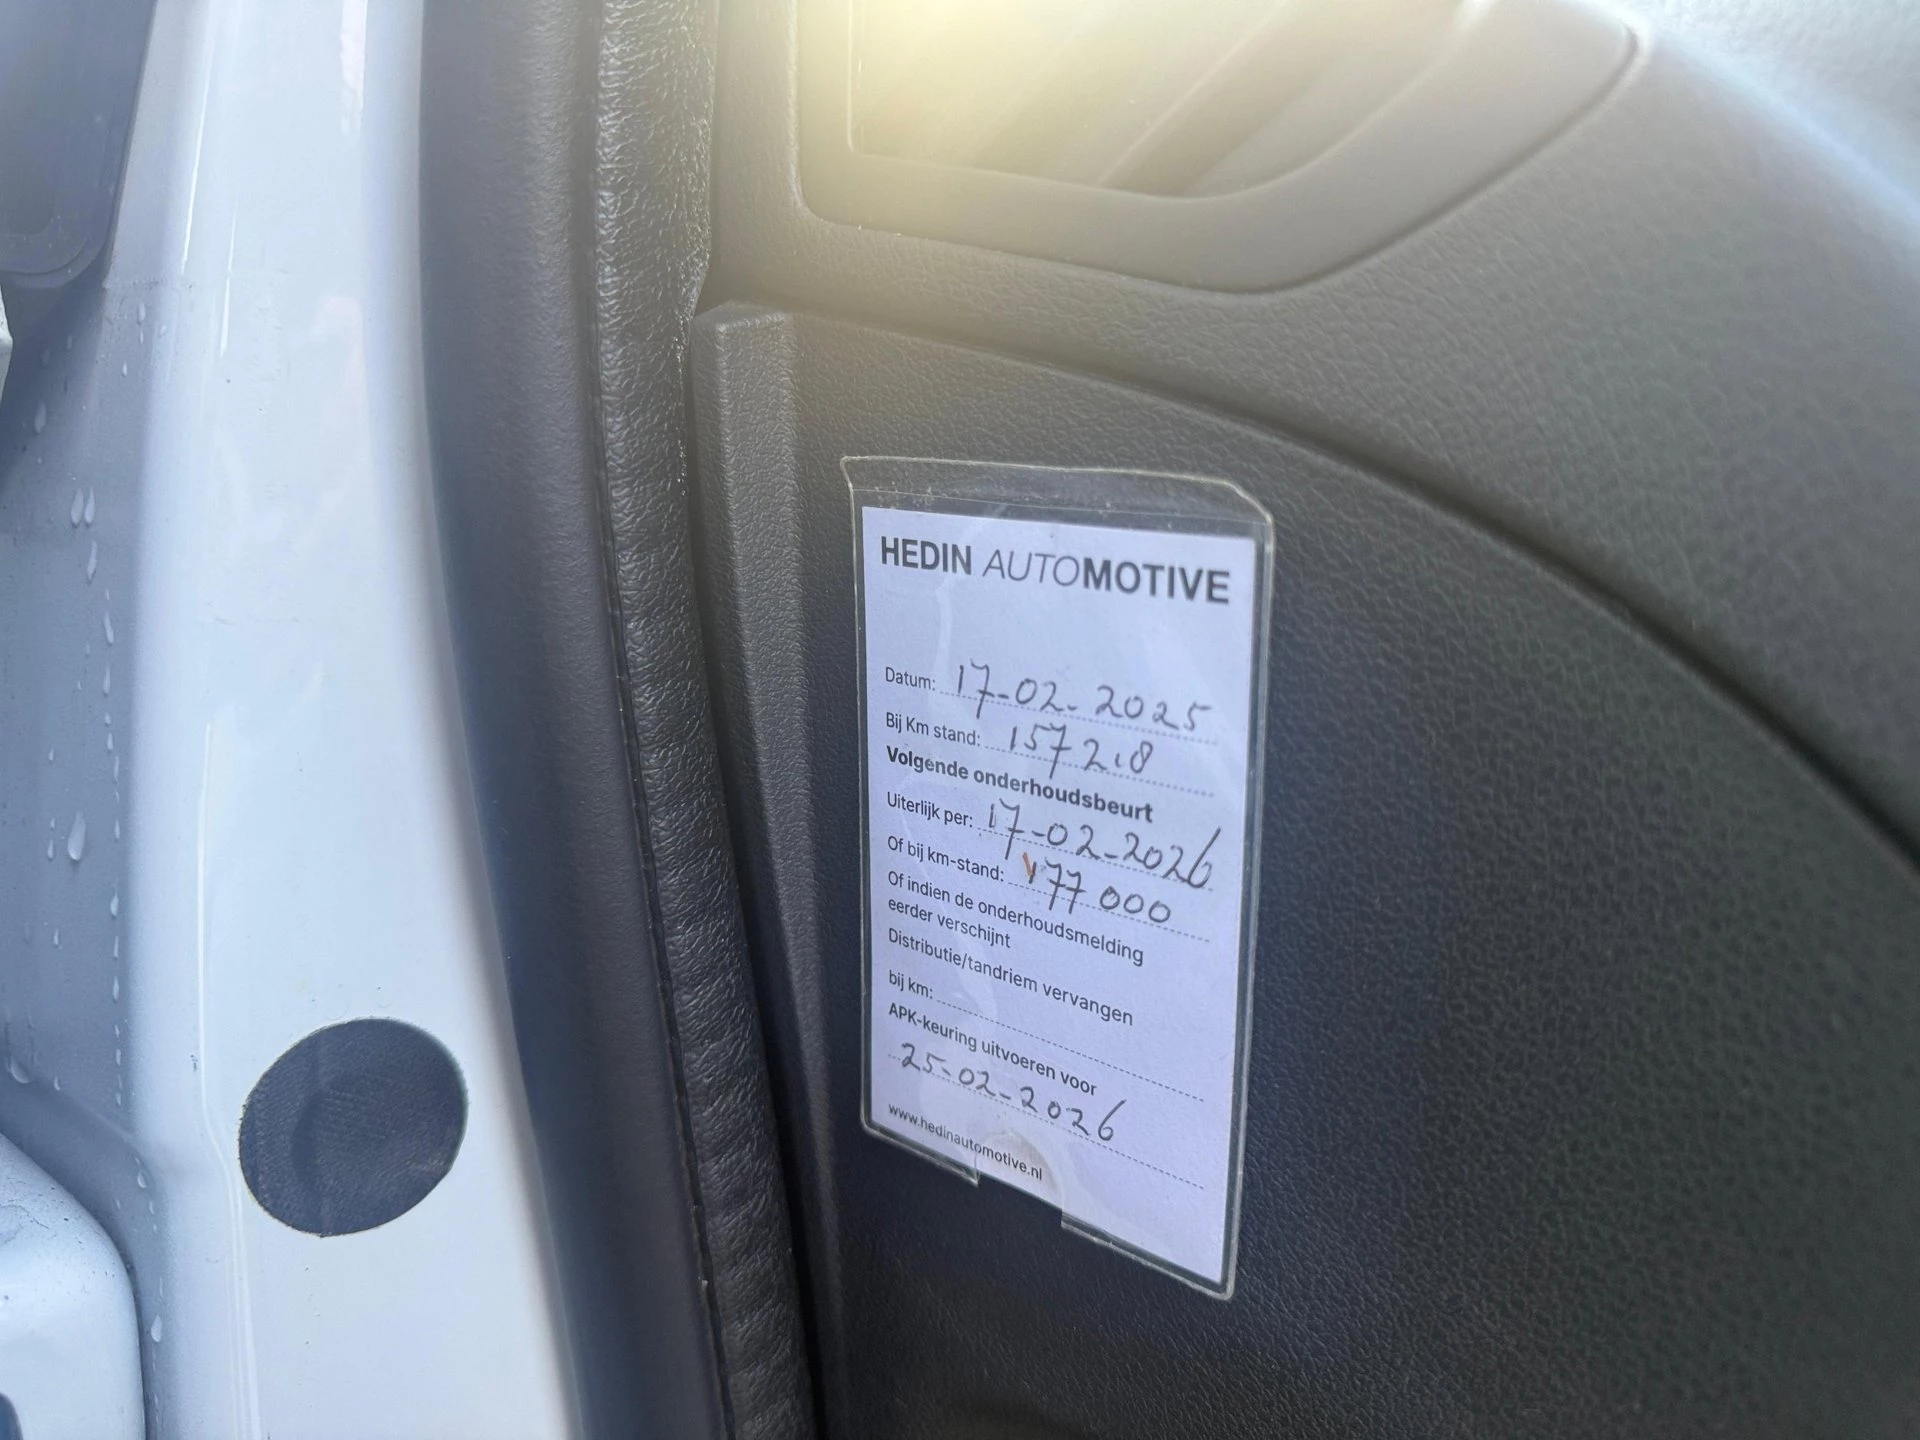 HEDIN AUTOMOTIVE
Datum: 17-02-2025
Bij Km stand: 157218
Volgende onderhoudsbeurt
Uiterlijk per: 17-02-2026
Of bij km-stand: 177 000
Of indien de onderhoudsmelding
eerder verschijnt
Distributie/tandriem vervangen
bij km:
APK-keuring uitvoeren voor
25-02-2026
www.hedinautomotive.nl